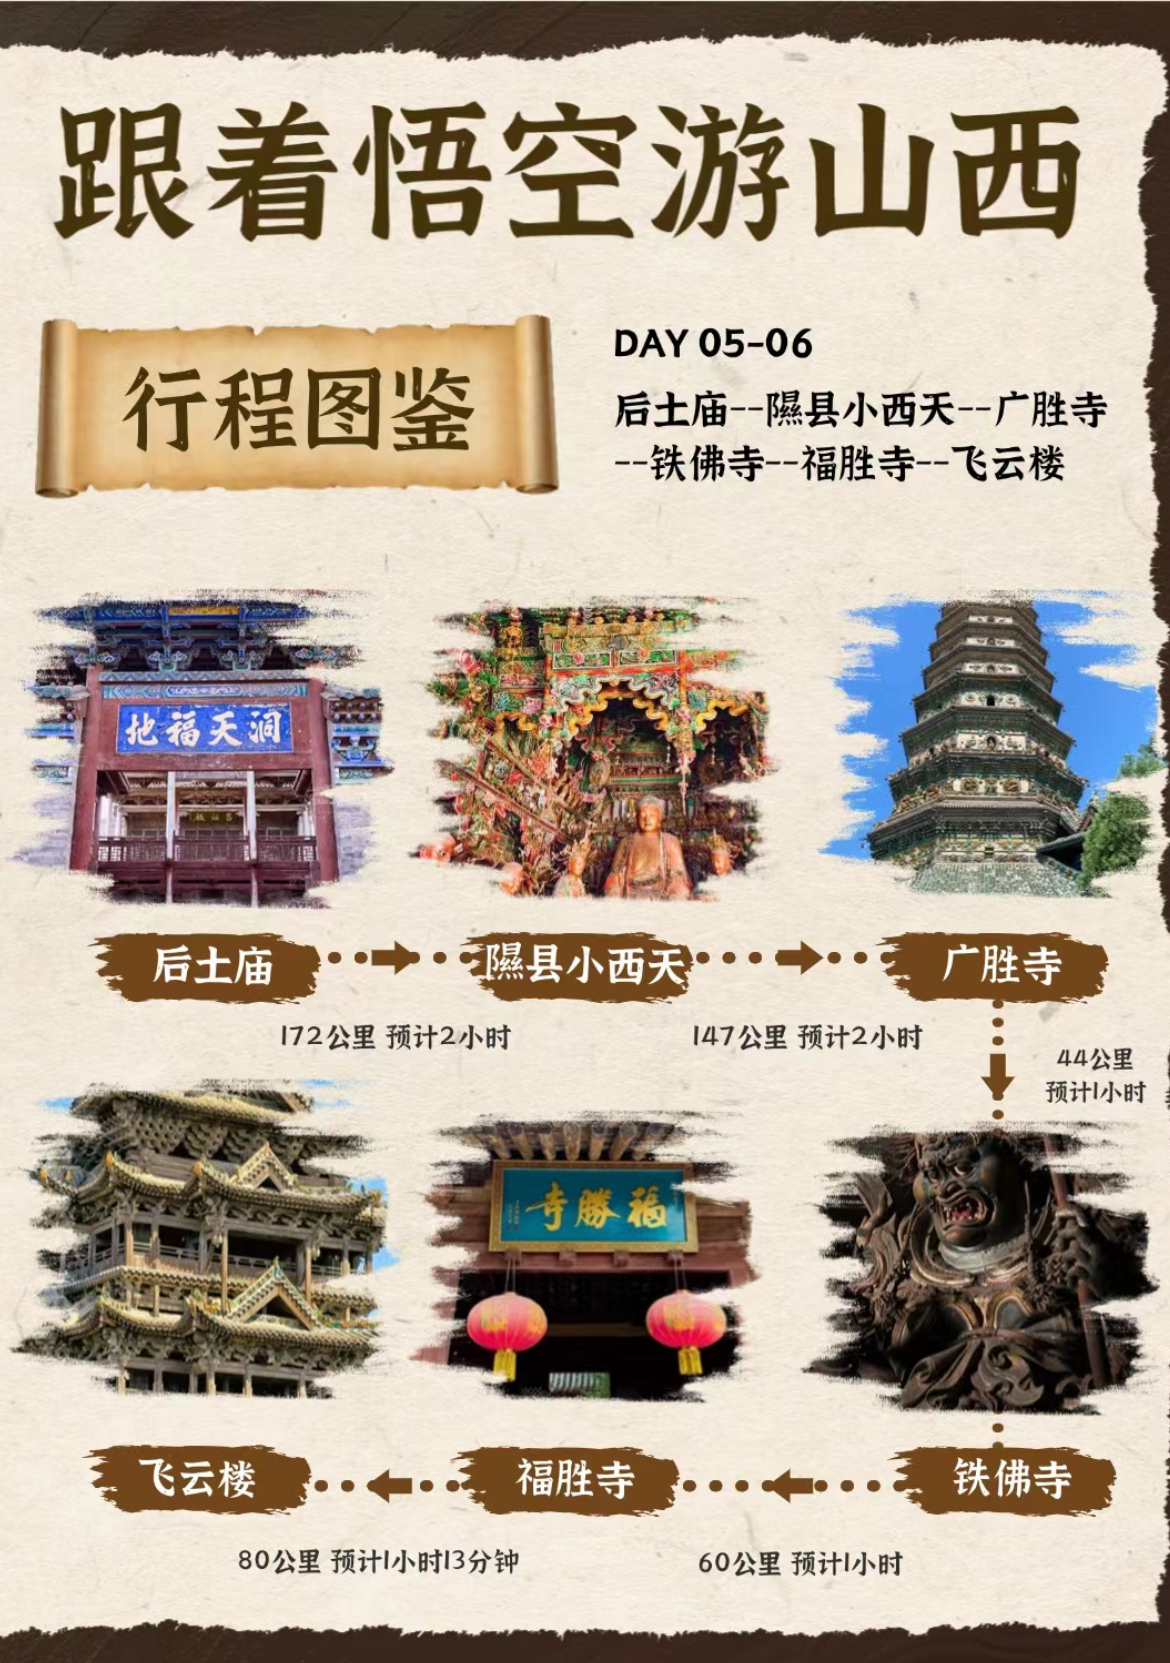 跟着悟空游山西
行程图鉴
DAY 05-06
后土庙--隰县小西天--广胜寺
--铁佛寺--福胜寺--飞云楼
地福天洞
后土庙
隰县小西天
广胜寺
172公里 预计2小时
147公里 预计2小时
44公里
预计1小时
寺勝福
飞云楼
福胜寺
铁佛寺
80公里 预计1小时13分钟
60公里 预计1小时